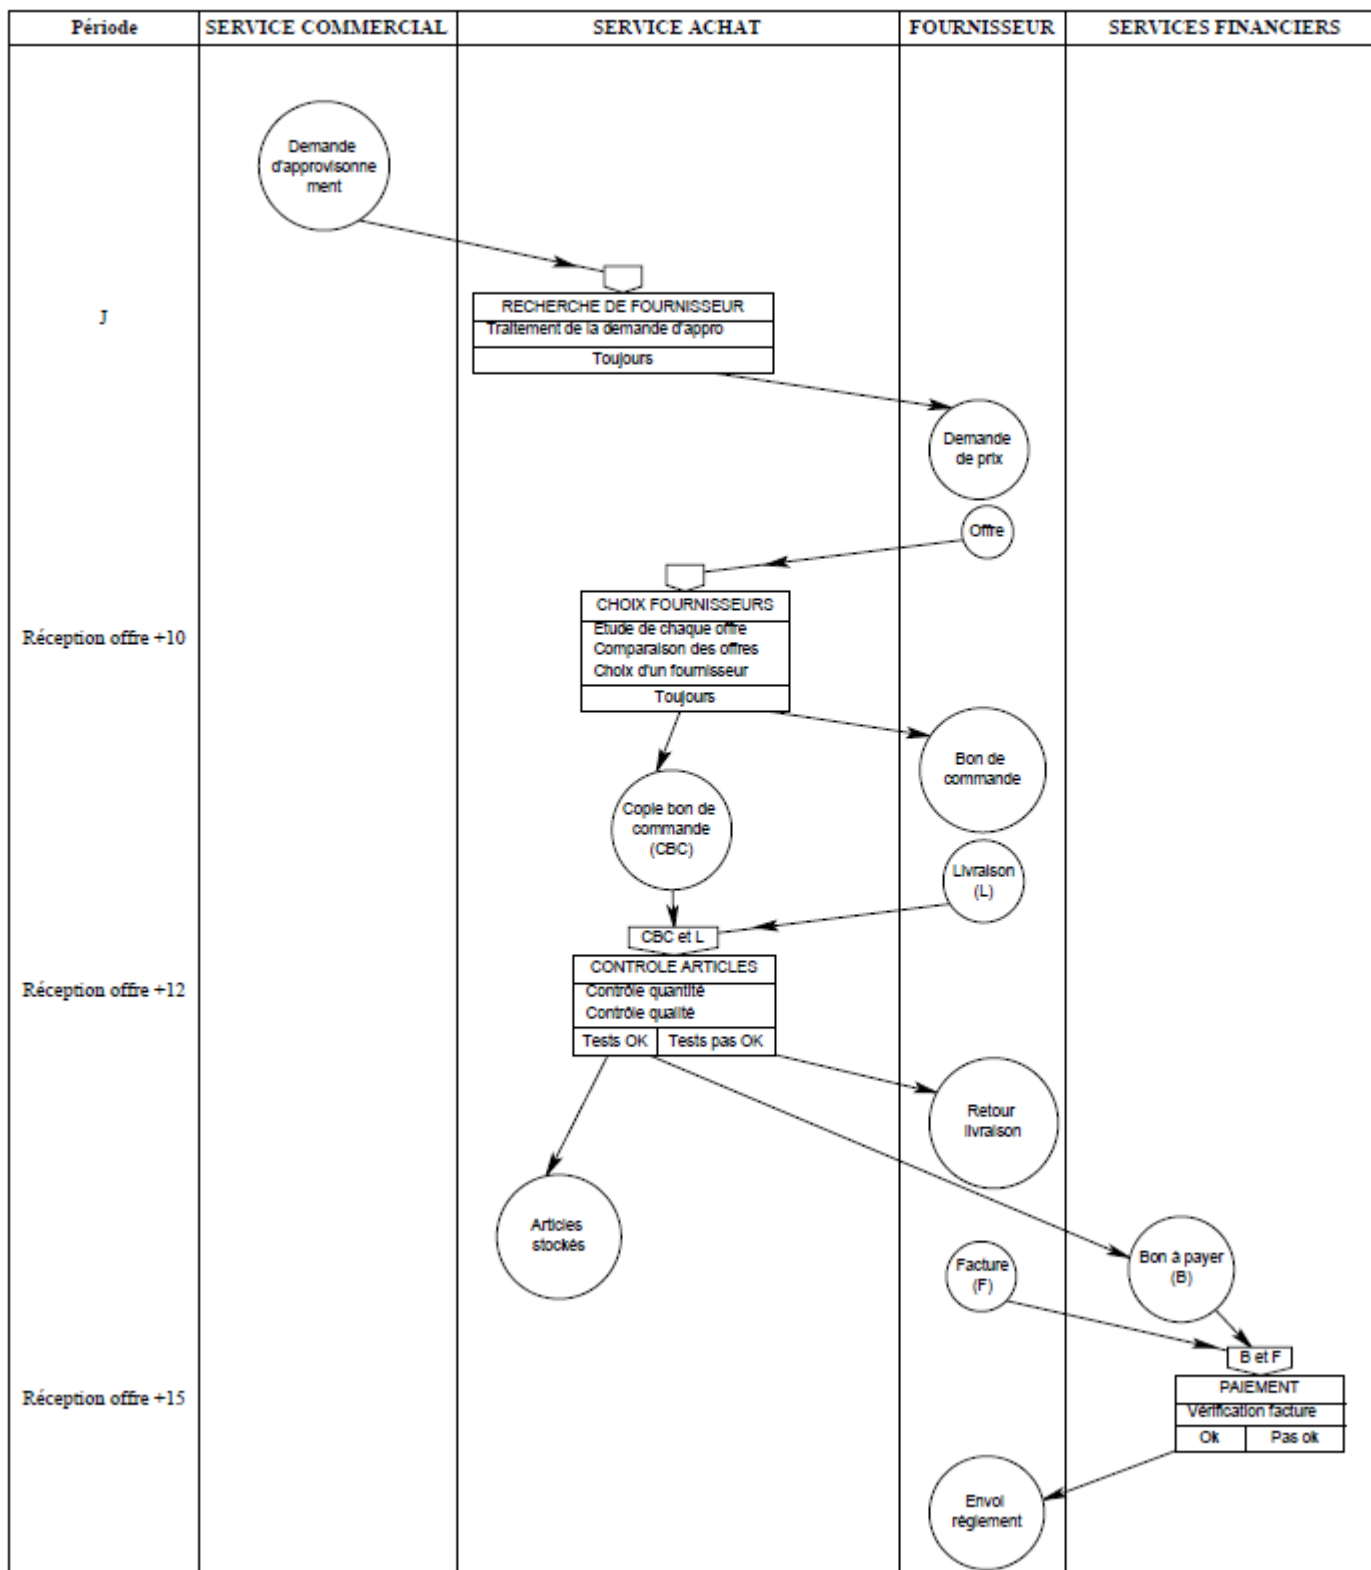 Période SERVICE COMMERCIAL SERVICE ACHAT FOURNISSEUR SERVICES FINANCIERS
Demande
d'approvisonne
ment
J
RECHERCHE DE FOURNISSEUR
Traitement de la demande d'appro
Toujours
Demande
de prix
Offre
CHOIX FOURNISSEURS
Réception offre +10
Etude de chaque offre
Comparaison des offres
Choix d'un fournisseur
Toujours
Bon de
commande
Copie bon de
commande
(CBC)
Livraison
(L)
CBC et L
CONTROLE ARTICLES
Réception offre +12
Contrôle quantité
Contrôle qualité
Tests OK Tests pas OK
Retour
livraison
Articles
stockés
Facture
(F)
Bon à payer
(B)
B et F
PAIEMENT
Réception offre +15
Vérification facture
Ok Pas ok
Envoi
règlement